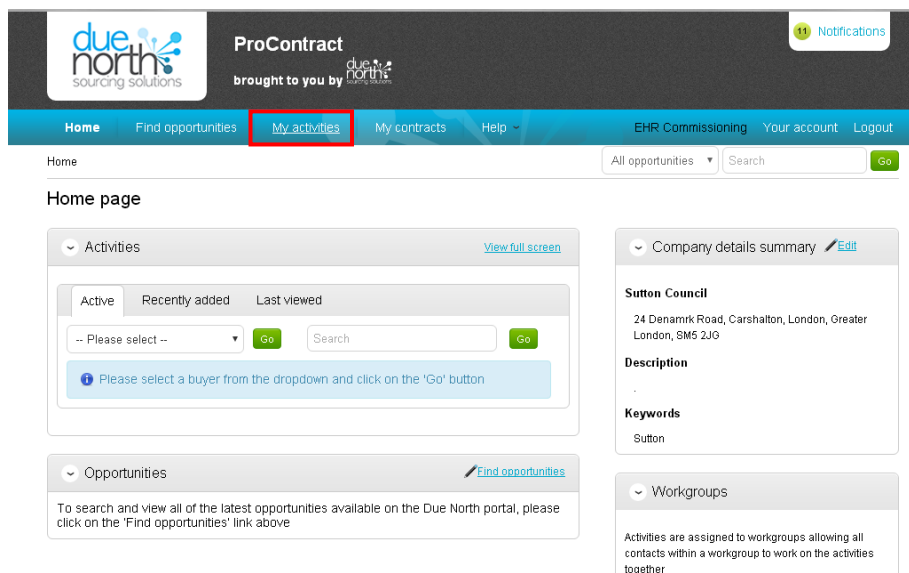 due
north
sourcing solutions
ProContract
brought to you by due north sourcing solutions
11 Notifications
Home Find opportunities My activities My contracts Help EHR Commissioning Your account Logout
Home
All opportunities Search Go
Home page
Activities View full screen
Active Recently added Last viewed
-- Please select -- Go Search Go
Please select a buyer from the dropdown and click on the 'Go' button
Opportunities Find opportunities
To search and view all of the latest opportunities available on the Due North portal, please
click on the 'Find opportunities' link above
Company details summary Edit
Sutton Council
24 Denamrk Road, Carshalton, London, Greater
London, SM5 2JG
Description
.
Keywords
Sutton
Workgroups
Activities are assigned to workgroups allowing all
contacts within a workgroup to work on the activities
together